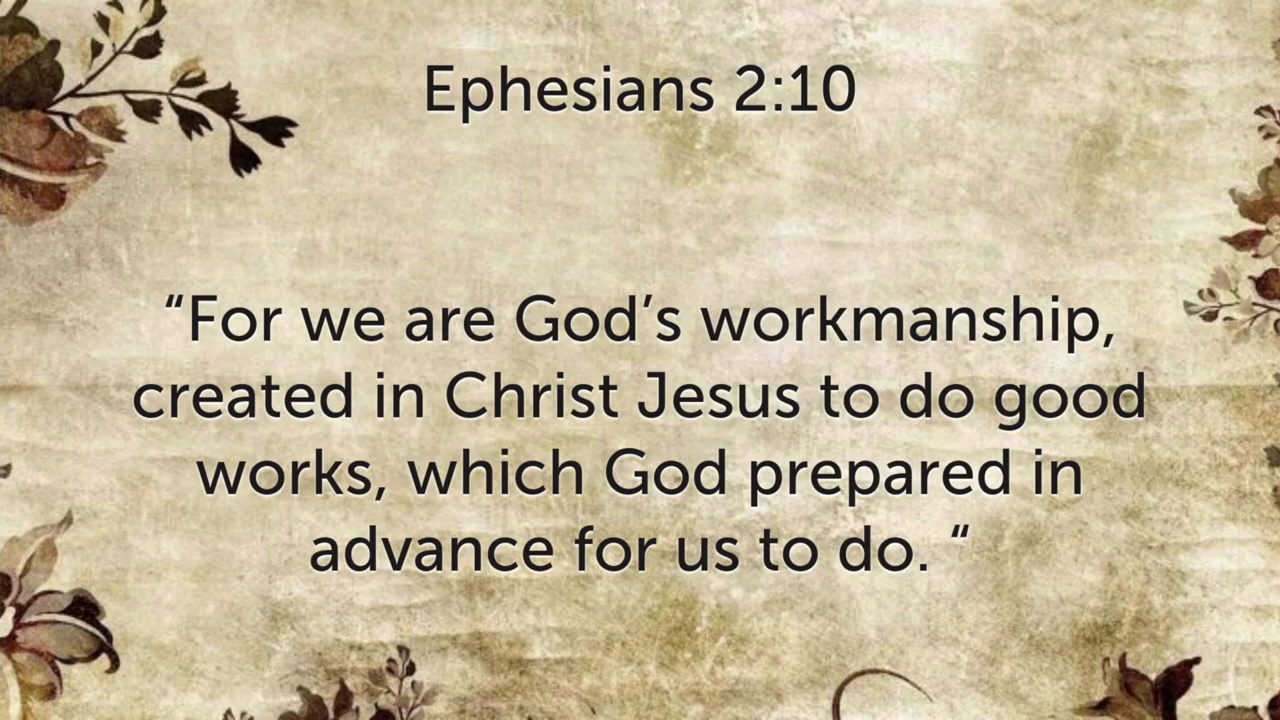 Ephesians 2:10
“For we are God’s workmanship,
created in Christ Jesus to do good
works, which God prepared in
advance for us to do. “